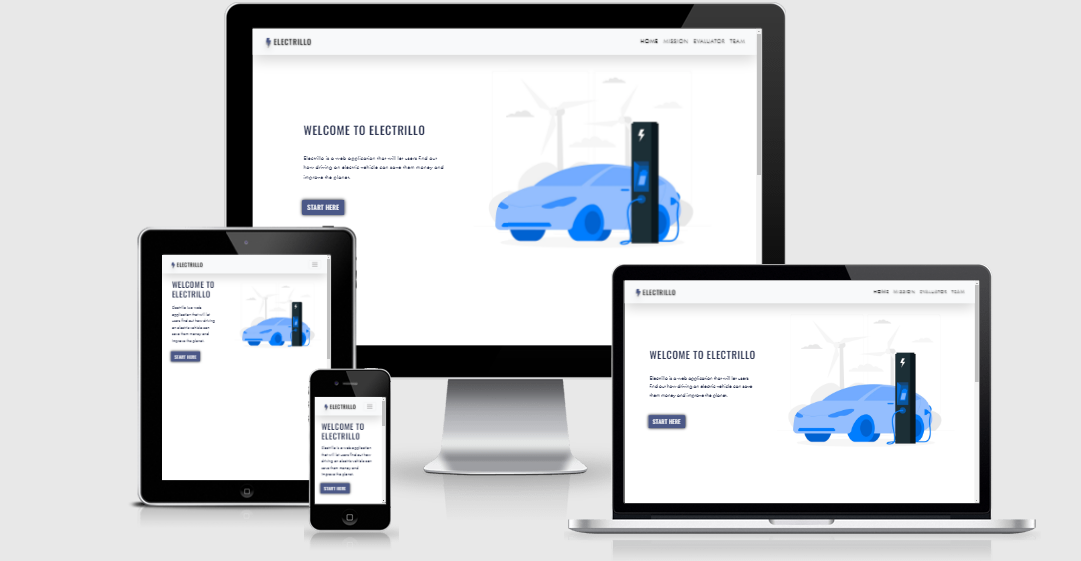 ELECTRILLO
HOME MISSION EVALUATOR TEAM
WELCOME TO ELECTRILLO
Electrillo is a web application that will let users find out
how driving an electric vehicle can save them money and
improve the planet.
START HERE
ELECTRILLO
WELCOME TO
ELECTRILLO
Electrillo is a web
application that will let
users find out how driving
an electric vehicle can
save them money and
improve the planet.
START HERE
ELECTRILLO
WELCOME TO
ELECTRILLO
Electrillo is a web application
that will let users find out how
driving an electric vehicle can
save them money and
improve the planet.
START HERE
ELECTRILLO
HOME MISSION EVALUATOR TEAM
WELCOME TO ELECTRILLO
Electrillo is a web application that will let users
find out how driving an electric vehicle can save
them money and improve the planet.
START HERE